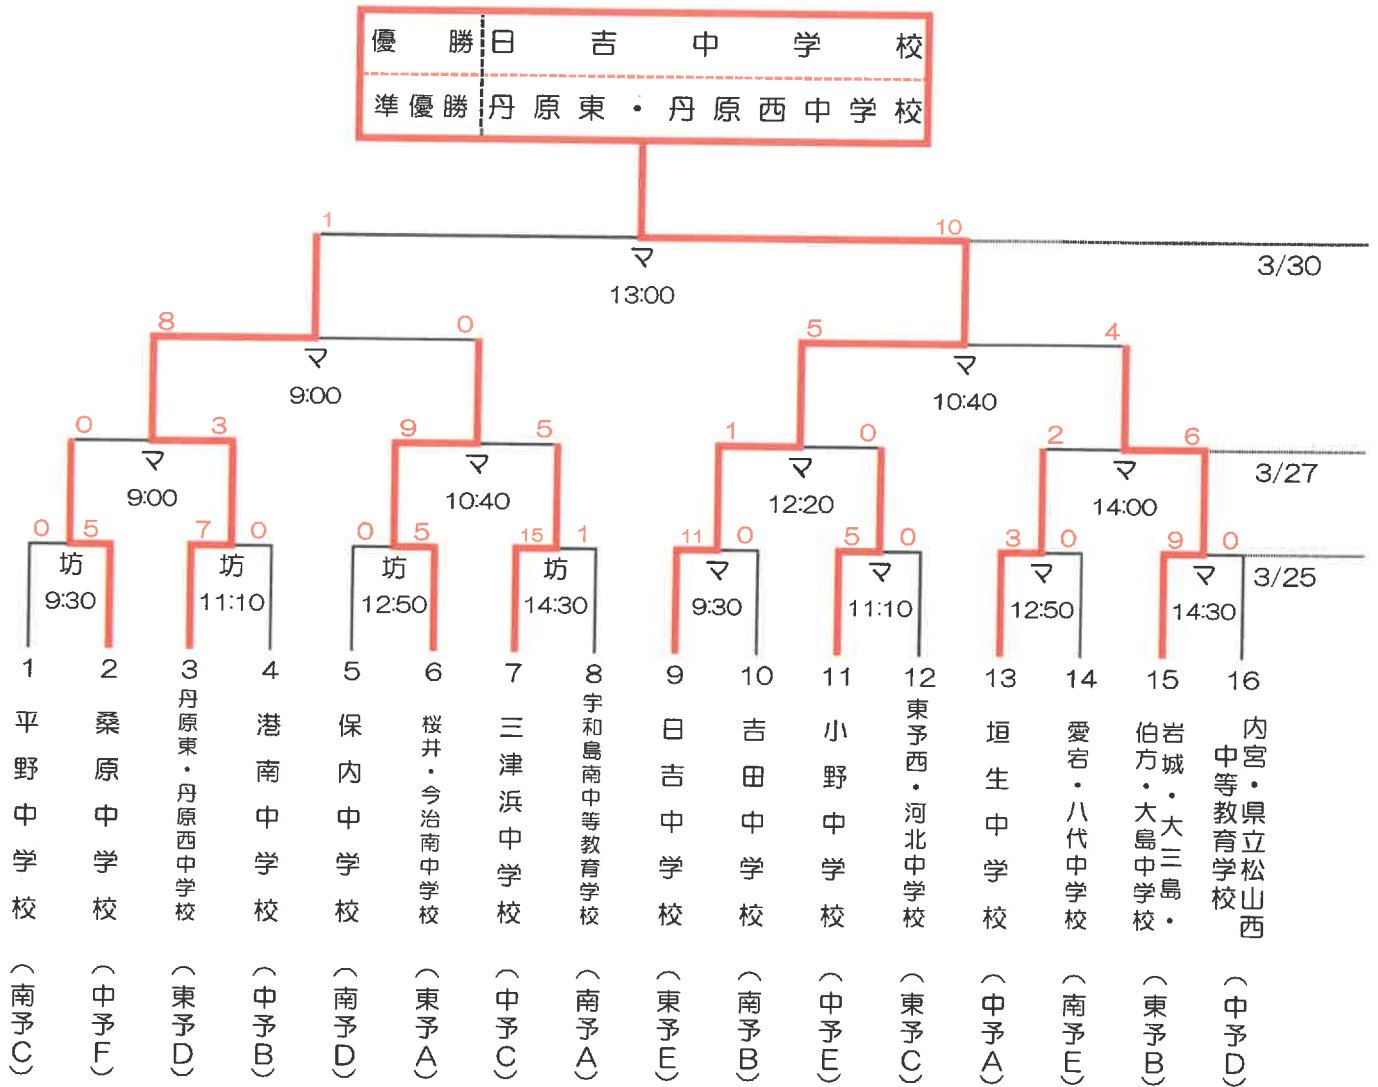 優勝 日吉中学校
準優勝 丹原東・丹原西中学校
1 10
マ
13:00
3/30
8 0 5 4
マ マ
9:00 10:40
0 3 9 5 1 0 2 6
マ マ マ マ
9:00 10:40 12:20 14:00
3/27
0 5 7 0 0 5 15 1 11 0 5 0 3 0 9 0
坊 坊 坊 坊 マ マ マ マ
9:30 11:10 12:50 14:30 9:30 11:10 12:50 14:30
3/25
1 2 3 4 5 6 7 8 9 10 11 12 13 14 15 16
平野中学校
(南予C)
桑原中学校
(中予F)
丹原東・丹原西中学校
(東予D)
港南中学校
(中予B)
保内中学校
(南予D)
桜井・今治南中学校
(東予A)
三津浜中学校
(中予C)
宇和島南中等教育学校
(南予A)
日吉中学校
(東予E)
吉田中学校
(南予B)
小野中学校
(中予E)
東予西・河北中学校
(東予C)
垣生中学校
(中予A)
愛宕・八代中学校
(南予E)
岩城・大三島・
伯方・大島中学校
(東予B)
内宮・県立松山西
中等教育学校
(中予D)